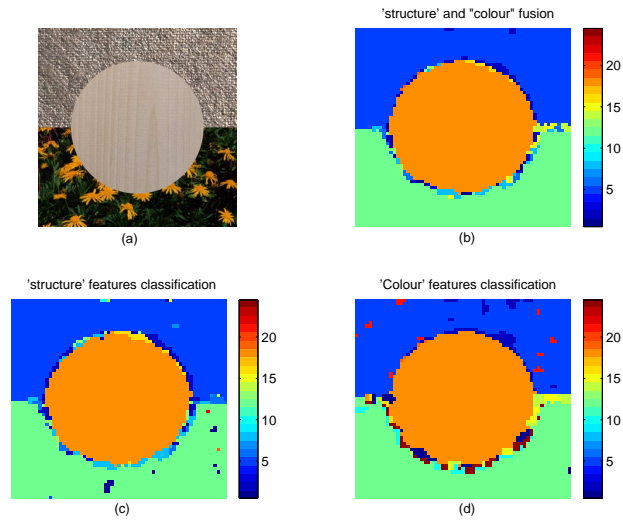 'structure' and "colour" fusion
20
15
10
5
(a)
(b)
'structure' features classification
'Colour' features classification
20
15
10
5
20
15
10
5
(c)
(d)